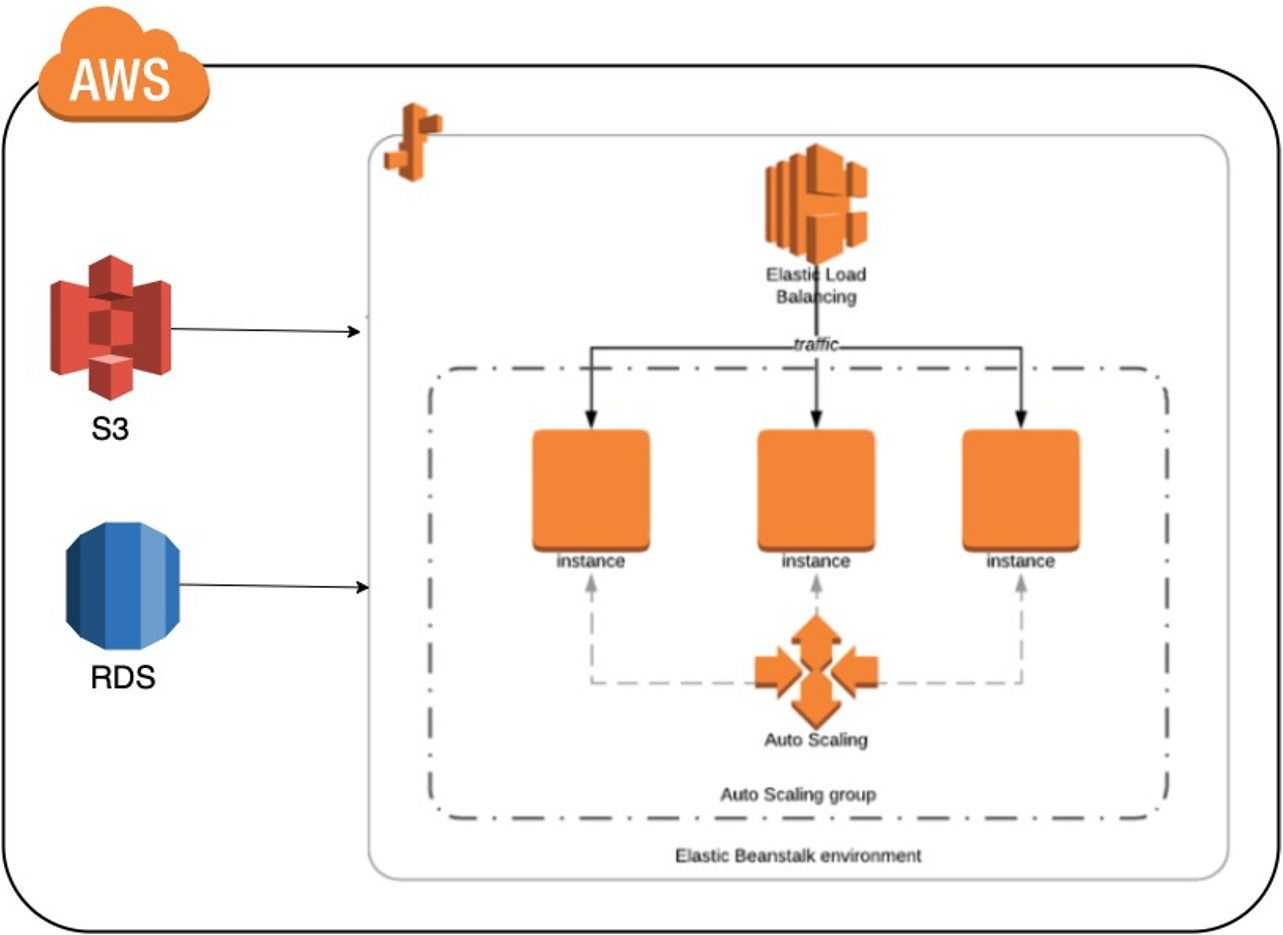 AWS
Elastic Load
Balancing
traffic
S3
instance
instance
instance
RDS
Auto Scaling
Auto Scaling group
Elastic Beanstalk environment